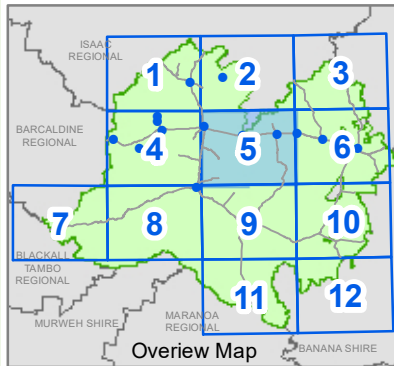 ISAAC
REGIONAL
1
2
3
BARCALDINE
REGIONAL
4
5
6
7
8
9
10
BLACKALL
TAMBO
REGIONAL
11
12
MURWEH SHIRE
MARANOA
REGIONAL
BANANA SHIRE
Overiew Map